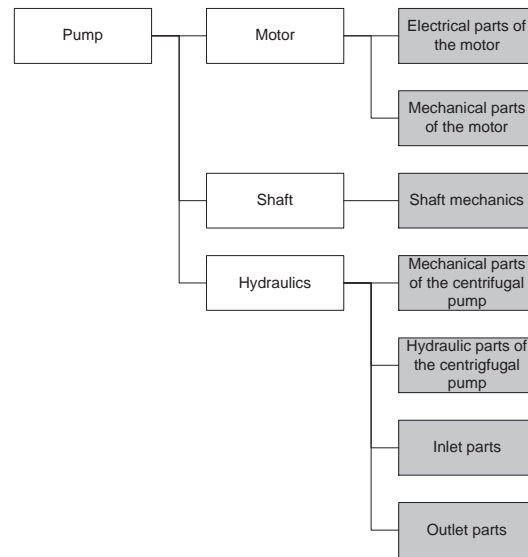 Pump
Motor
Electrical parts of
the motor
Mechanical parts
of the motor
Shaft
Shaft mechanics
Hydraulics
Mechanical parts
of the centrifugal
pump
Hydraulic parts of
the centrigfugal
pump
Inlet parts
Outlet parts